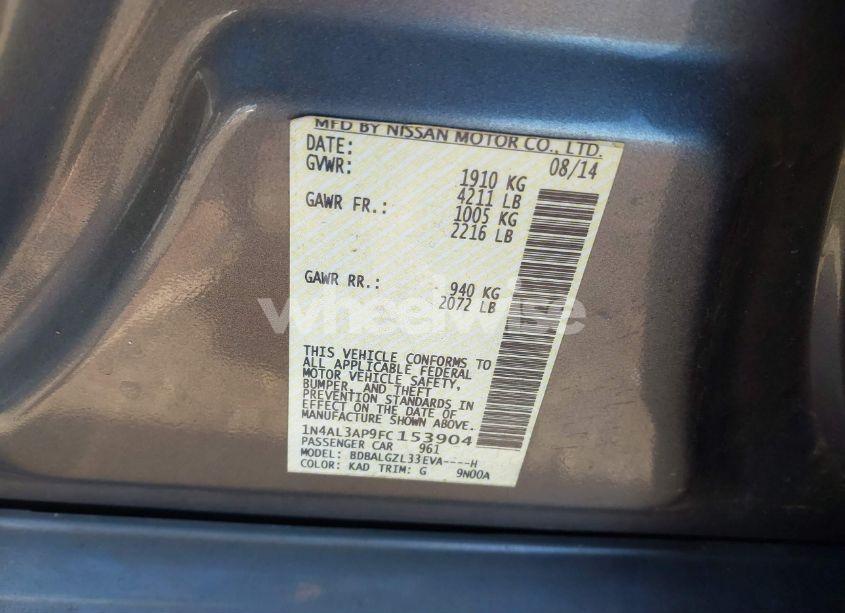 MFD BY NISSAN MOTOR CO., LTD.
DATE: 08/14
GVWR: 1910 KG
4211 LB
GAWR FR.: 1005 KG
2216 LB
GAWR RR.: 940 KG
2072 LB
wheelwise
THIS VEHICLE CONFORMS TO
ALL APPLICABLE FEDERAL
MOTOR VEHICLE SAFETY,
BUMPER, AND THEFT
PREVENTION STANDARDS IN
EFFECT ON THE DATE OF
MANUFACTURE SHOWN ABOVE.
1N4AL3AP9FC153904
PASSENGER CAR 961
MODEL: BDBALGZL33EVA----H
COLOR: KAD TRIM: G 9N00A